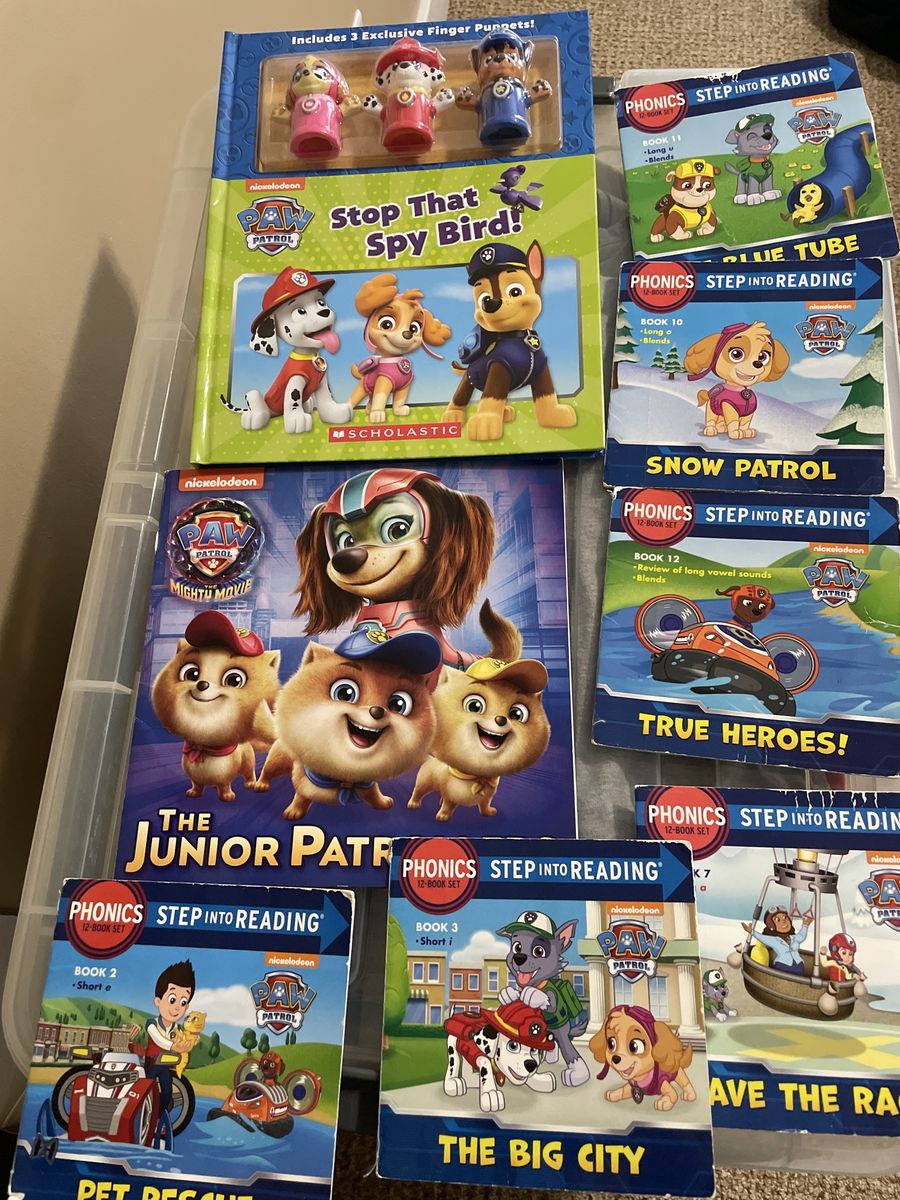 Includes 3 Exclusive Finger Puppets!
nickelodeon
PAW
PATROL
Stop That
Spy Bird!
SCHOLASTIC
nickelodeon
PAW
PATROL
THE
MIGHTY MOVIE
THE
JUNIOR PATR
PHONICS
12-BOOK SET
STEP INTO READING®
BOOK 11
•Long u
•Blends
nickelodeon
PAW
PATROL
BLUE TUBE
PHONICS
12-BOOK SET
STEP INTO READING®
BOOK 10
•Long o
•Blends
nickelodeon
PAW
PATROL
SNOW PATROL
PHONICS
12-BOOK SET
STEP INTO READING®
BOOK 12
•Review of long vowel sounds
•Blends
nickelodeon
PAW
PATROL
TRUE HEROES!
PHONICS
12-BOOK SET
STEP INTO READIN
7
a
nickelodeon
PAW
AVE THE RA
PHONICS
12-BOOK SET
STEP INTO READING®
BOOK 3
•Short i
nickelodeon
PAW
PATROL
THE BIG CITY
PHONICS
12-BOOK SET
STEP INTO READING®
BOOK 2
•Short e
nickelodeon
PAW
PATROL
PET RESCUE